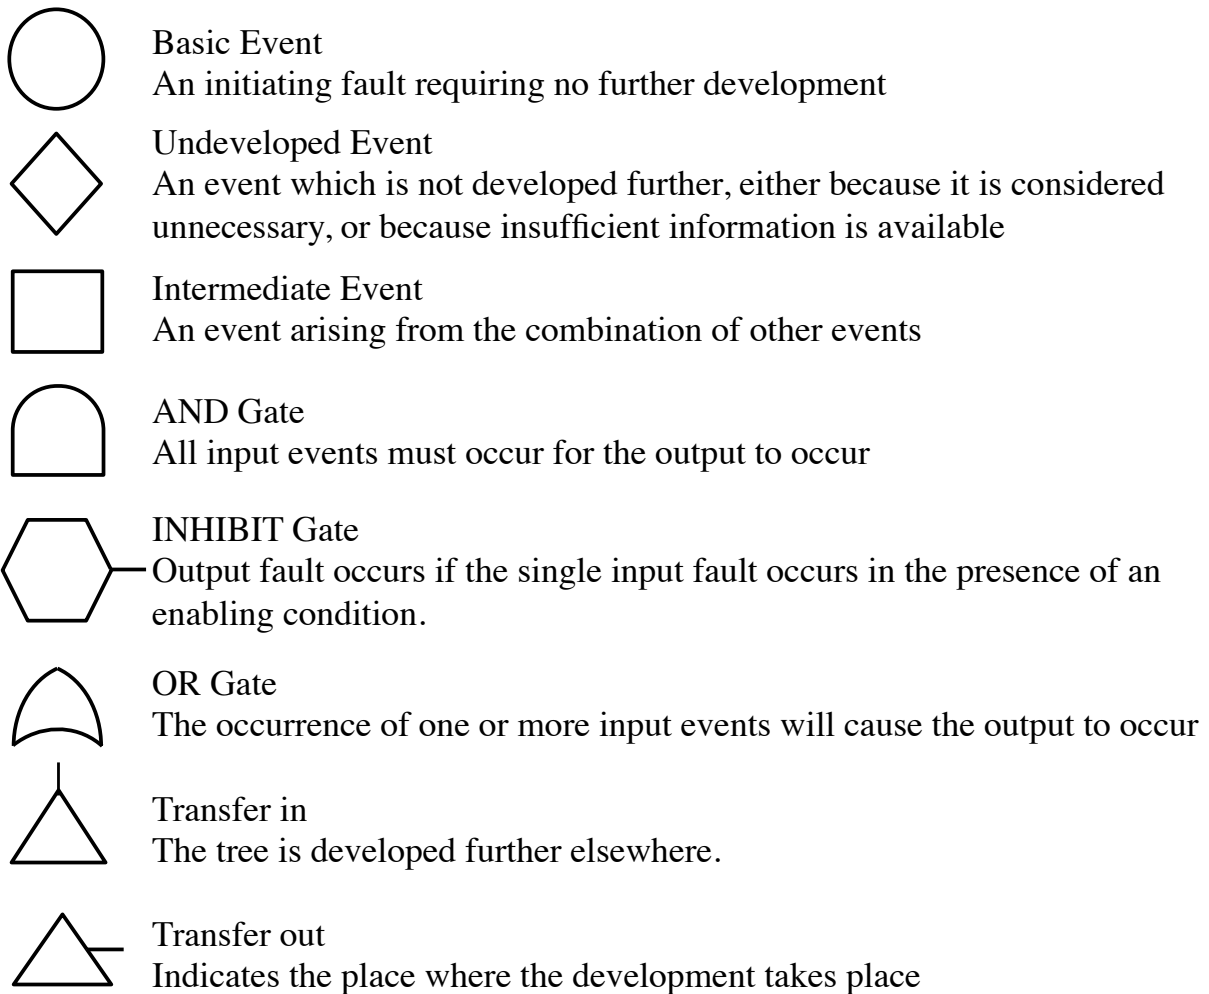 Basic Event
An initiating fault requiring no further development
Undeveloped Event
An event which is not developed further, either because it is considered
unnecessary, or because insufficient information is available
Intermediate Event
An event arising from the combination of other events
AND Gate
All input events must occur for the output to occur
INHIBIT Gate
Output fault occurs if the single input fault occurs in the presence of an
enabling condition.
OR Gate
The occurrence of one or more input events will cause the output to occur
Transfer in
The tree is developed further elsewhere.
Transfer out
Indicates the place where the development takes place